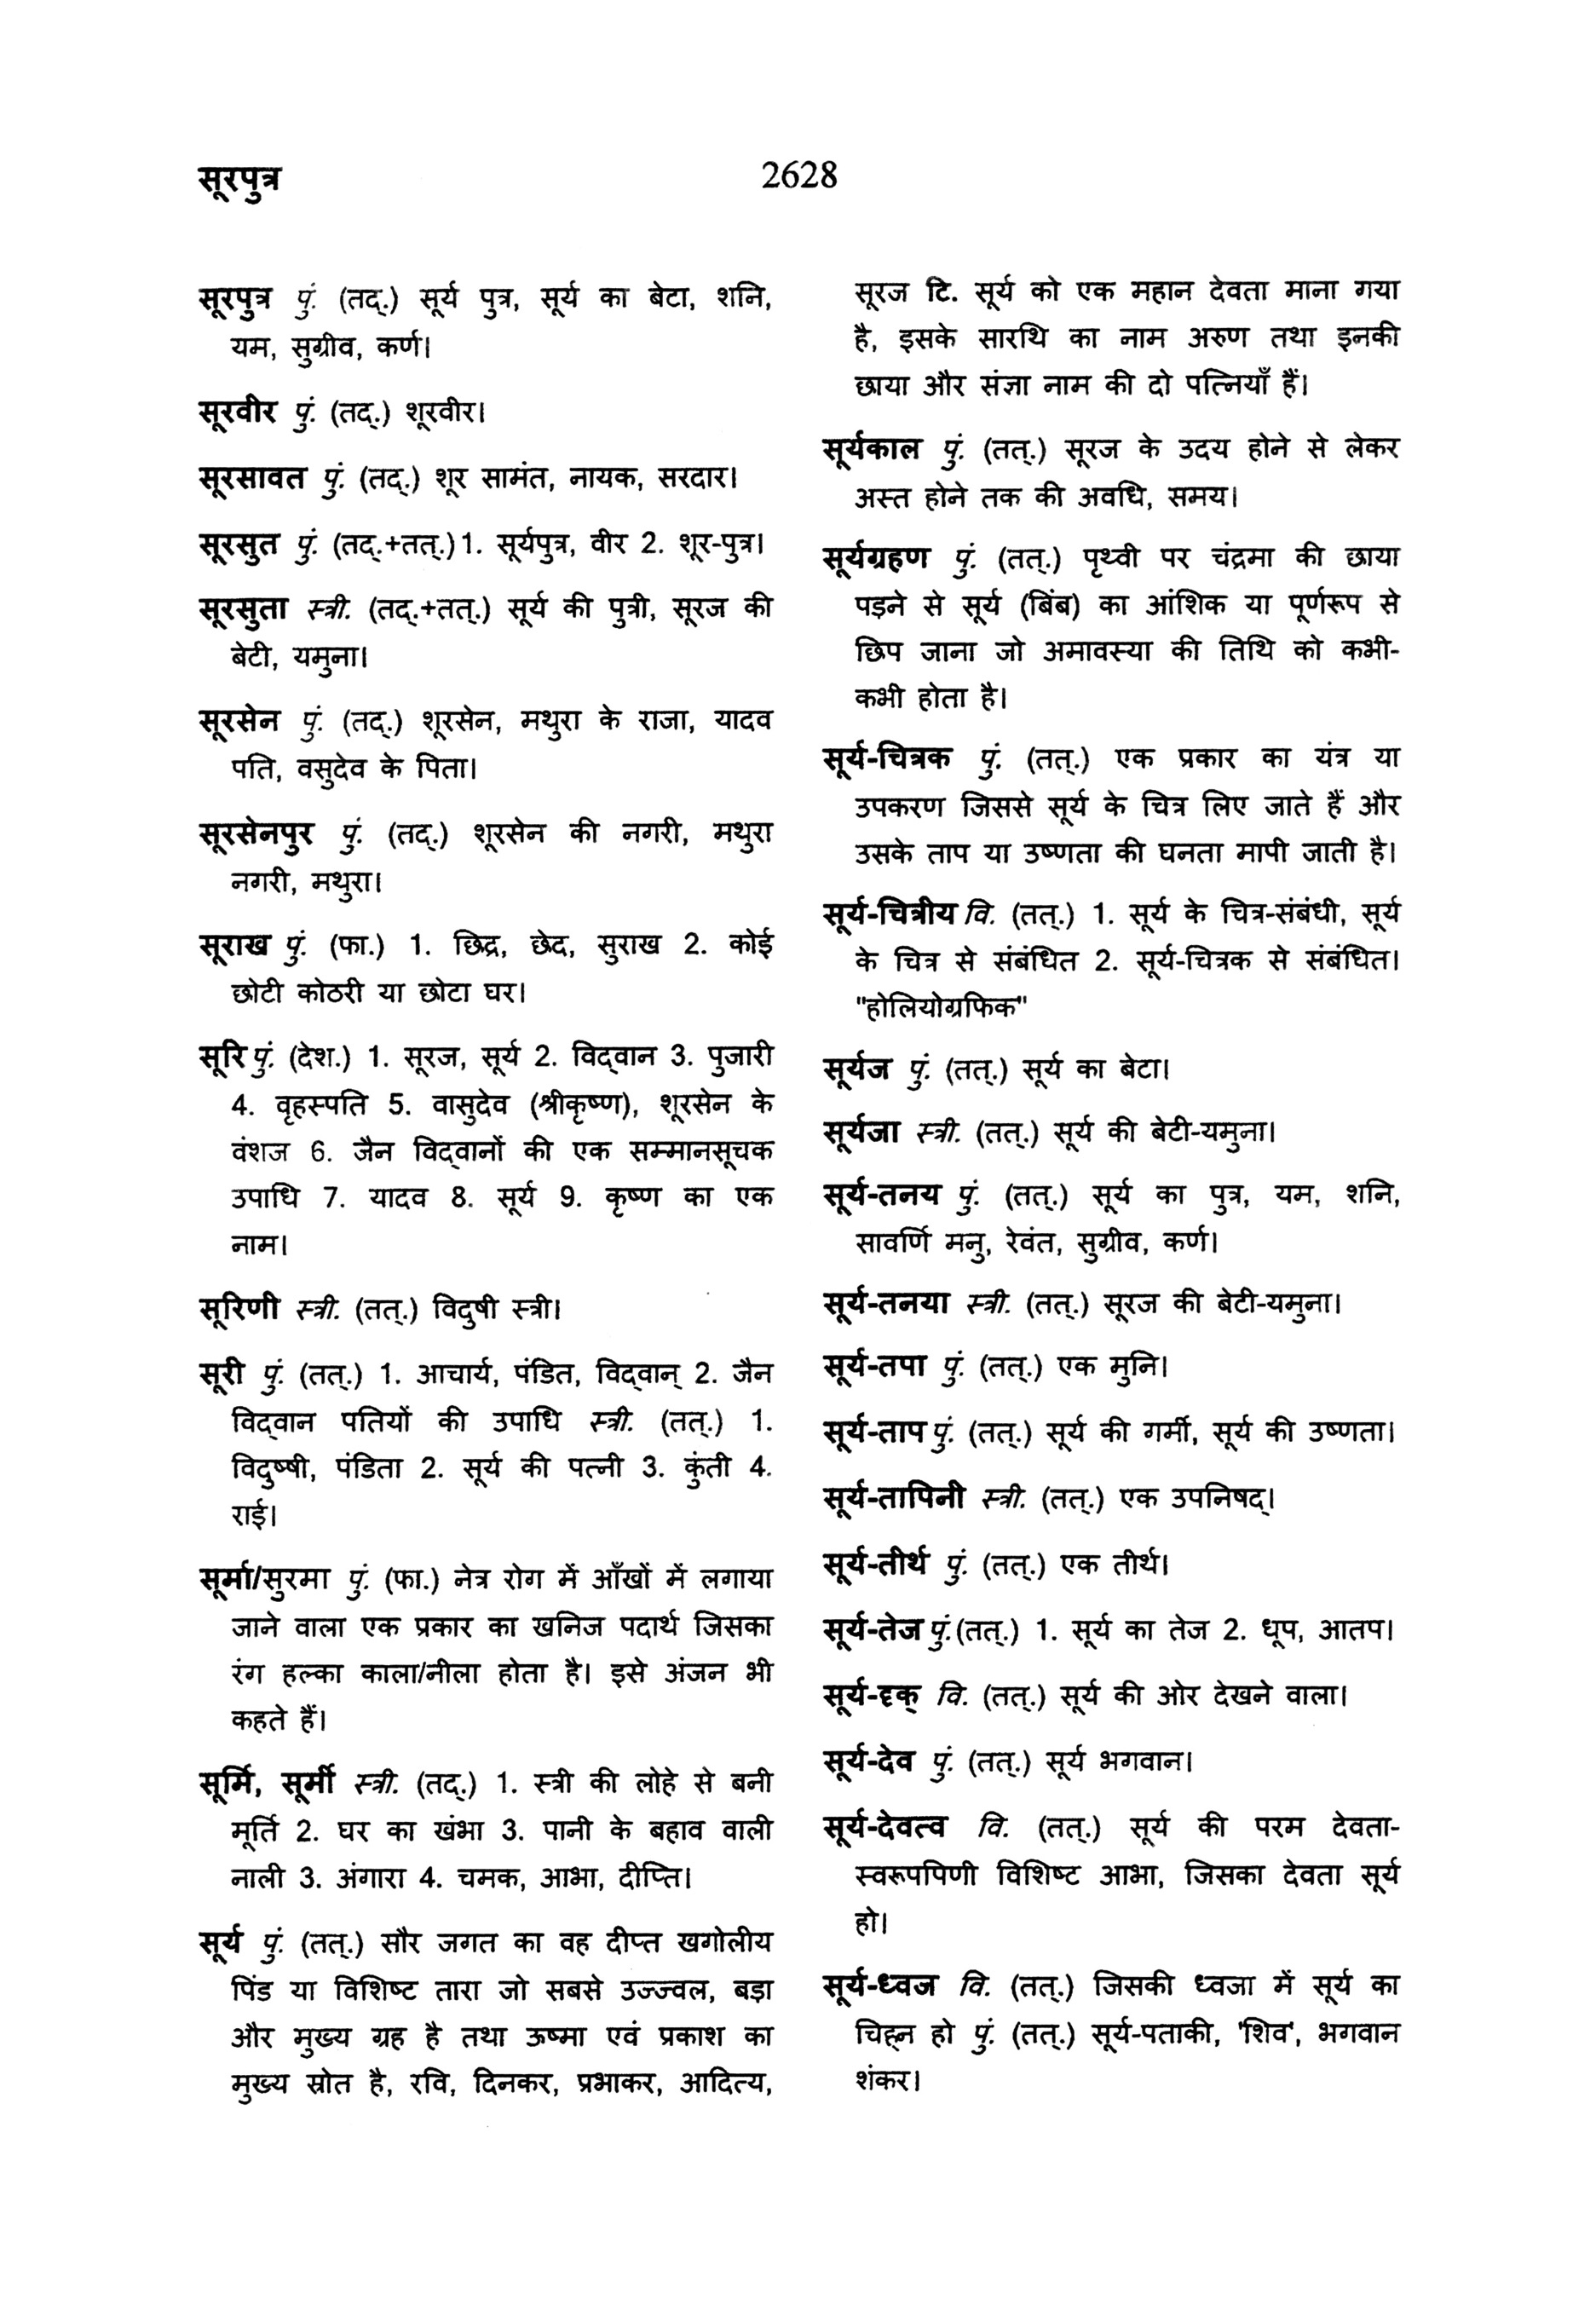 सूरपुत्र
2628
सूरपुत्र पुं. (तद्.) सूर्य पुत्र, सूर्य का बेटा, शनि,
यम, सुग्रीव, कर्ण।
सूरवीर पुं. (तद्.) शूरवीर।
सूरसावत पुं. (तद्.) शूर सामंत, नायक, सरदार।
सूरसुत पुं. (तद्.+तत्.) 1. सूर्यपुत्र, वीर 2. शूर-पुत्र।
सूरसुता स्त्री. (तद्.+तत्.) सूर्य की पुत्री, सूरज की
बेटी, यमुना।
सूरसेन पुं. (तद्.) शूरसेन, मथुरा के राजा, यादव
पति, वसुदेव के पिता।
सूरसेनपुर पुं. (तद्.) शूरसेन की नगरी, मथुरा
नगरी, मथुरा।
सूराख पुं. (फा.) 1. छिद्र, छेद, सुराख 2. कोई
छोटी कोठरी या छोटा घर।
सूरि पुं. (देश.) 1. सूरज, सूर्य 2. विद्‌वान 3. पुजारी
4. वृहस्पति 5. वासुदेव (श्रीकृष्ण), शूरसेन के
वंशज 6. जैन विद्‌वानों की एक सम्मानसूचक
उपाधि 7. यादव 8. सूर्य 9. कृष्ण का एक
नाम।
सूरिणी स्त्री. (तत्.) विदुषी स्त्री।
सूरी पुं. (तत्.) 1. आचार्य, पंडित, विद्‌वान् 2. जैन
विद्‌वान पतियों की उपाधि स्त्री. (तत्.) 1.
विदुष्षी, पंडिता 2. सूर्य की पत्नी 3. कुंती 4.
राई।
सूर्मा/सुरमा पुं. (फा.) नेत्र रोग में आँखों में लगाया
जाने वाला एक प्रकार का खनिज पदार्थ जिसका
रंग हल्का काला/नीला होता है। इसे अंजन भी
कहते हैं।
सूर्मि, सूर्मी स्त्री. (तद्.) 1. स्त्री की लोहे से बनी
मूर्ति 2. घर का खंभा 3. पानी के बहाव वाली
नाली 3. अंगारा 4. चमक, आभा, दीप्ति।
सूर्य पुं. (तत्.) सौर जगत का वह दीप्त खगोलीय
पिंड या विशिष्ट तारा जो सबसे उज्ज्वल, बड़ा
और मुख्य ग्रह है तथा ऊष्मा एवं प्रकाश का
मुख्य स्रोत है, रवि, दिनकर, प्रभाकर, आदित्य,
सूरज टि. सूर्य को एक महान देवता माना गया
है, इसके सारथि का नाम अरुण तथा इनकी
छाया और संज्ञा नाम की दो पत्नियाँ हैं।
सूर्यकाल पुं. (तत्.) सूरज के उदय होने से लेकर
अस्त होने तक की अवधि, समय।
सूर्यग्रहण पुं. (तत्.) पृथ्वी पर चंद्रमा की छाया
पड़ने से सूर्य (बिंब) का आंशिक या पूर्णरूप से
छिप जाना जो अमावस्या की तिथि को कभी-
कभी होता है।
सूर्य-चित्रक पुं. (तत्.) एक प्रकार का यंत्र या
उपकरण जिससे सूर्य के चित्र लिए जाते हैं और
उसके ताप या उष्णता की घनता मापी जाती है।
सूर्य-चित्रीय वि. (तत्.) 1. सूर्य के चित्र-संबंधी, सूर्य
के चित्र से संबंधित 2. सूर्य-चित्रक से संबंधित।
"होलियोग्रफिक"
सूर्यज पुं. (तत्.) सूर्य का बेटा।
सूर्यजा स्त्री. (तत्.) सूर्य की बेटी-यमुना।
सूर्य-तनय पुं. (तत्.) सूर्य का पुत्र, यम, शनि,
सावर्णि मनु, रेवंत, सुग्रीव, कर्ण।
सूर्य-तनया स्त्री. (तत्.) सूरज की बेटी-यमुना।
सूर्य-तपा पुं. (तत्.) एक मुनि।
सूर्य-ताप पुं. (तत्.) सूर्य की गर्मी, सूर्य की उष्णता।
सूर्य-तापिनी स्त्री. (तत्.) एक उपनिषद्।
सूर्य-तीर्थ पुं. (तत्.) एक तीर्थ।
सूर्य-तेज पुं.(तत्.) 1. सूर्य का तेज 2. धूप, आतप।
सूर्य-दृक् वि. (तत्.) सूर्य की ओर देखने वाला।
सूर्य-देव पुं. (तत्.) सूर्य भगवान।
सूर्य-देवत्व वि. (तत्.) सूर्य की परम देवता-
स्वरूपपिणी विशिष्ट आभा, जिसका देवता सूर्य
हो।
सूर्य-ध्वज वि. (तत्.) जिसकी ध्वजा में सूर्य का
चिह्‌न हो पुं. (तत्.) सूर्य-पताकी, 'शिव', भगवान
शंकर।